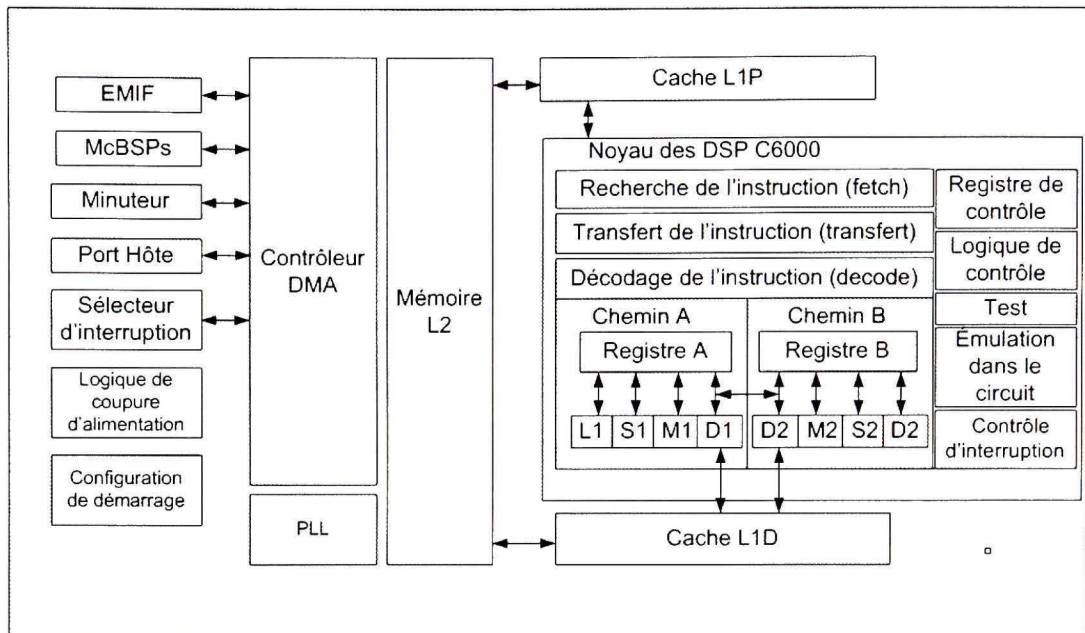 EMIF
McBSPs
Minuteur
Port Hôte
Sélecteur
d'interruption
Logique de
coupure
d'alimentation
Configuration
de démarrage
Contrôleur
DMA
PLL
Mémoire
L2
Cache L1P
Noyau des DSP C6000
Recherche de l'instruction (fetch)
Transfert de l'instruction (transfert)
Décodage de l'instruction (decode)
Chemin A
Chemin B
Registre A
Registre B
L1 S1 M1 D1
D2 M2 S2 D2
Registre de
contrôle
Logique de
contrôle
Test
Émulation
dans le
circuit
Contrôle
d'interruption
Cache L1D